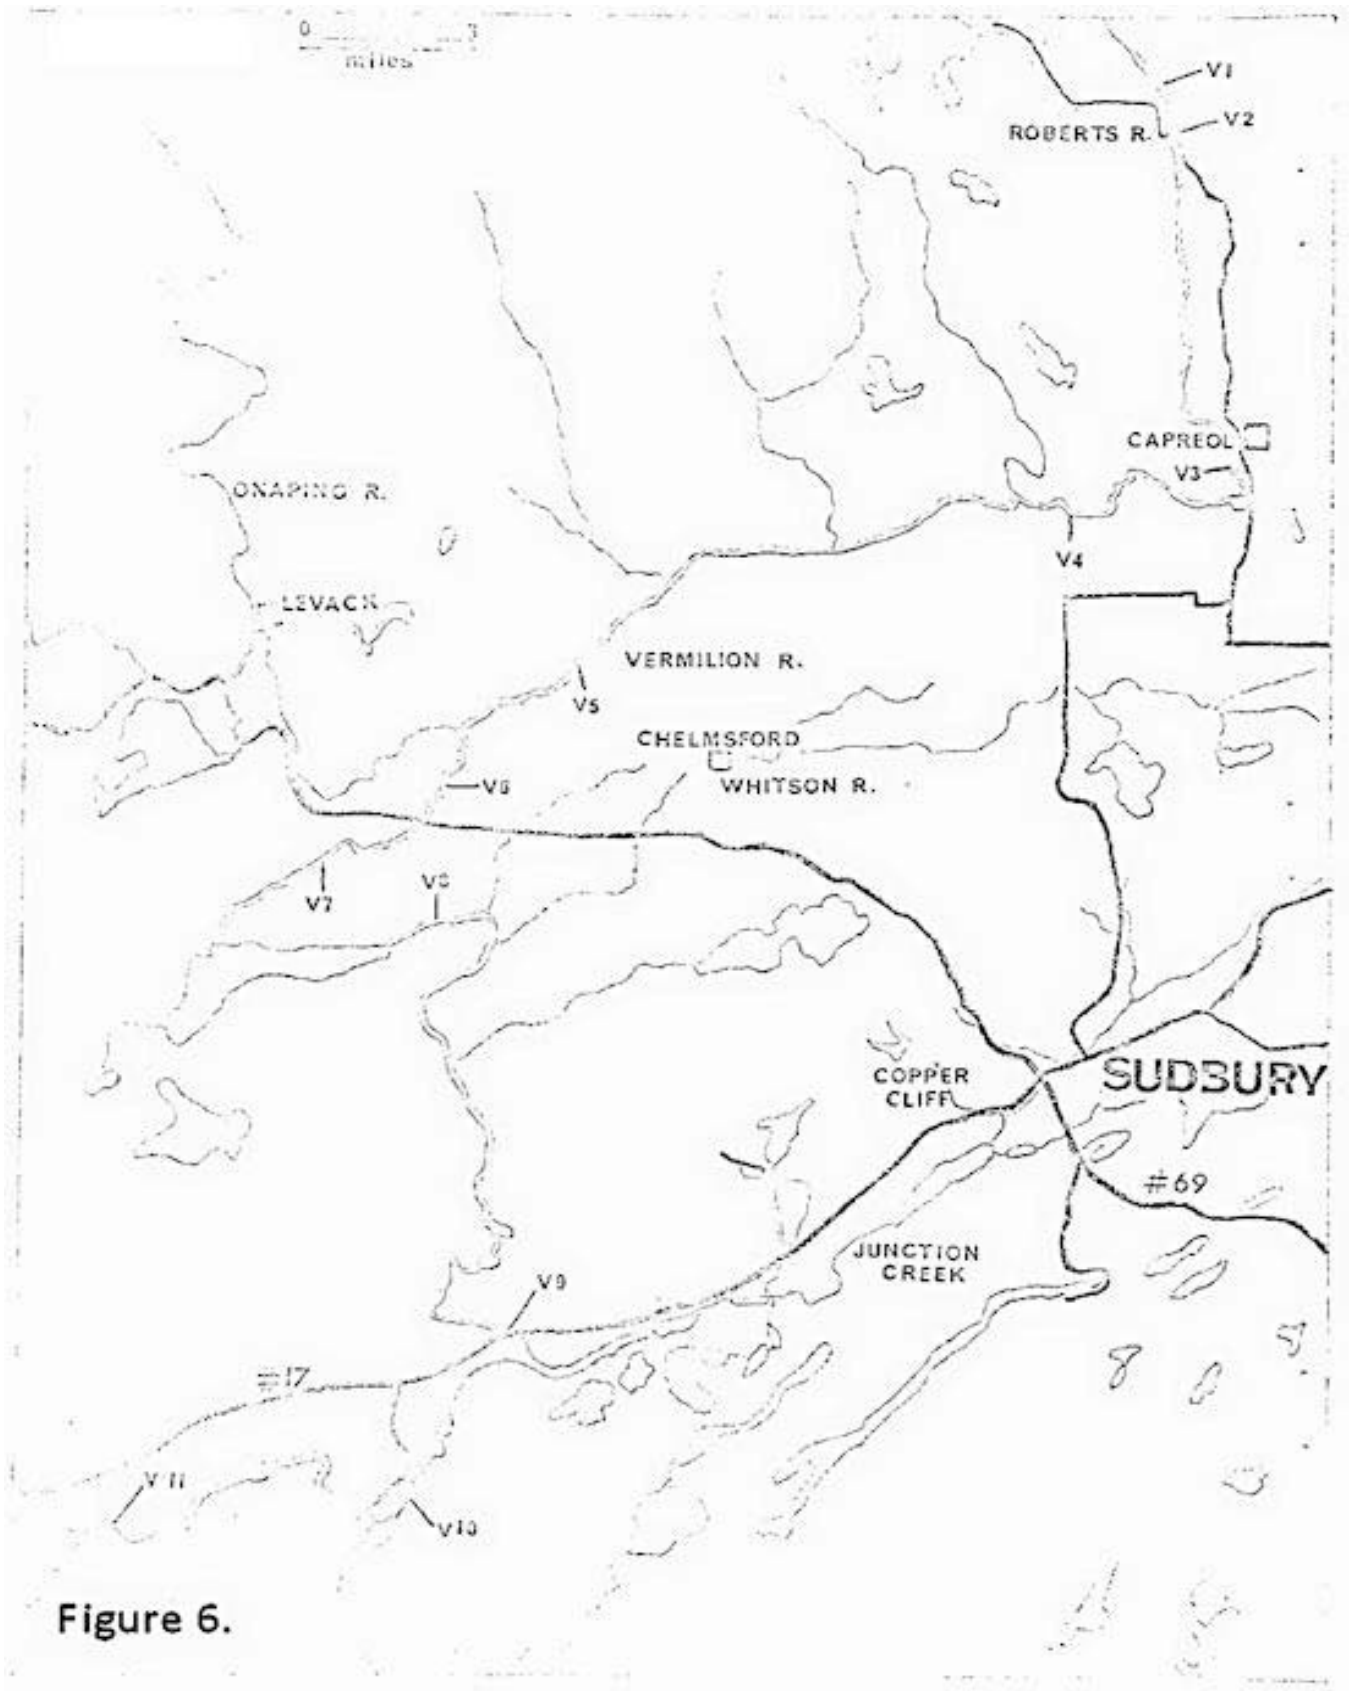 0 3
miles
V1
V2
ROBERTS R.
CAPREOL
V3
ONAPING R.
V4
LEVACK
VERMILION R.
V5
CHELMSFORD
V6
WHITSON R.
V7
V8
COPPER
CLIFF
SUDBURY
#69
JUNCTION
CREEK
V9
#17
V11
V10
Figure 6.